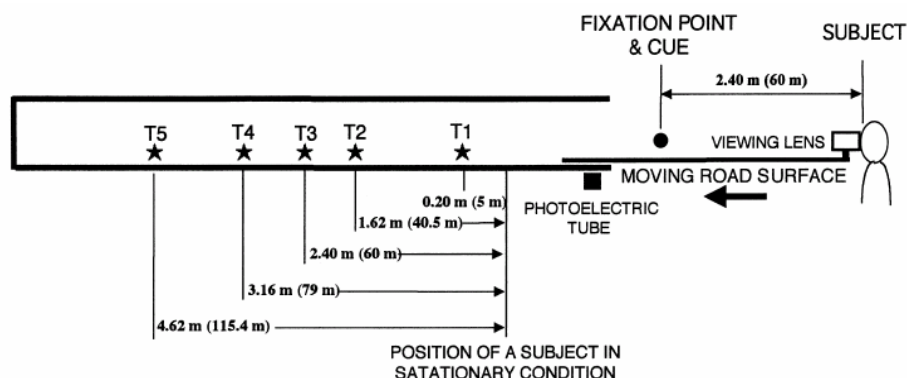 FIXATION POINT
& CUE
SUBJECT
2.40 m (60 m)
T5
T4
T3
T2
T1
VIEWING LENS
MOVING ROAD SURFACE
0.20 m (5 m)
PHOTOELECTRIC
TUBE
1.62 m (40.5 m)
2.40 m (60 m)
3.16 m (79 m)
4.62 m (115.4 m)
POSITION OF A SUBJECT IN
SATATIONARY CONDITION